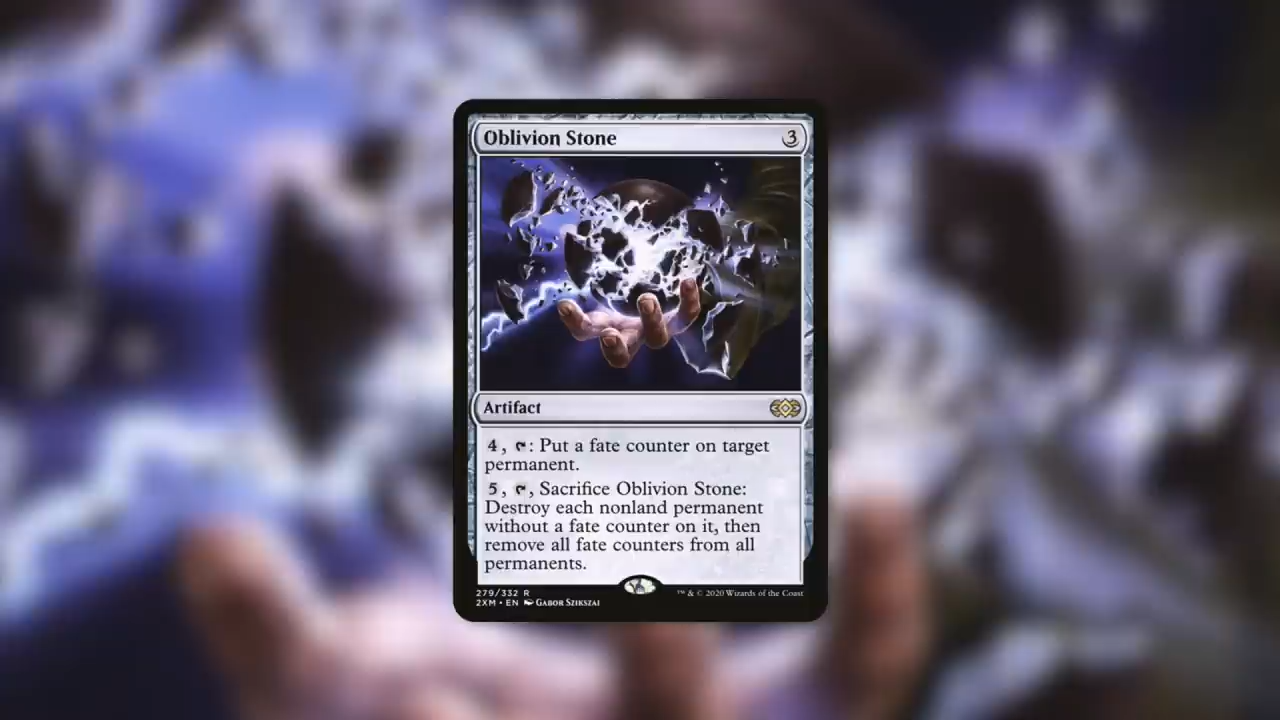 Oblivion Stone 3
Artifact
4, : Put a fate counter on target
permanent.
5, , Sacrifice Oblivion Stone:
Destroy each nonland permanent
without a fate counter on it, then
remove all fate counters from all
permanents.
279/332 R
2XM • EN Gabor Szikszai
™ & © 2020 Wizards of the Coast